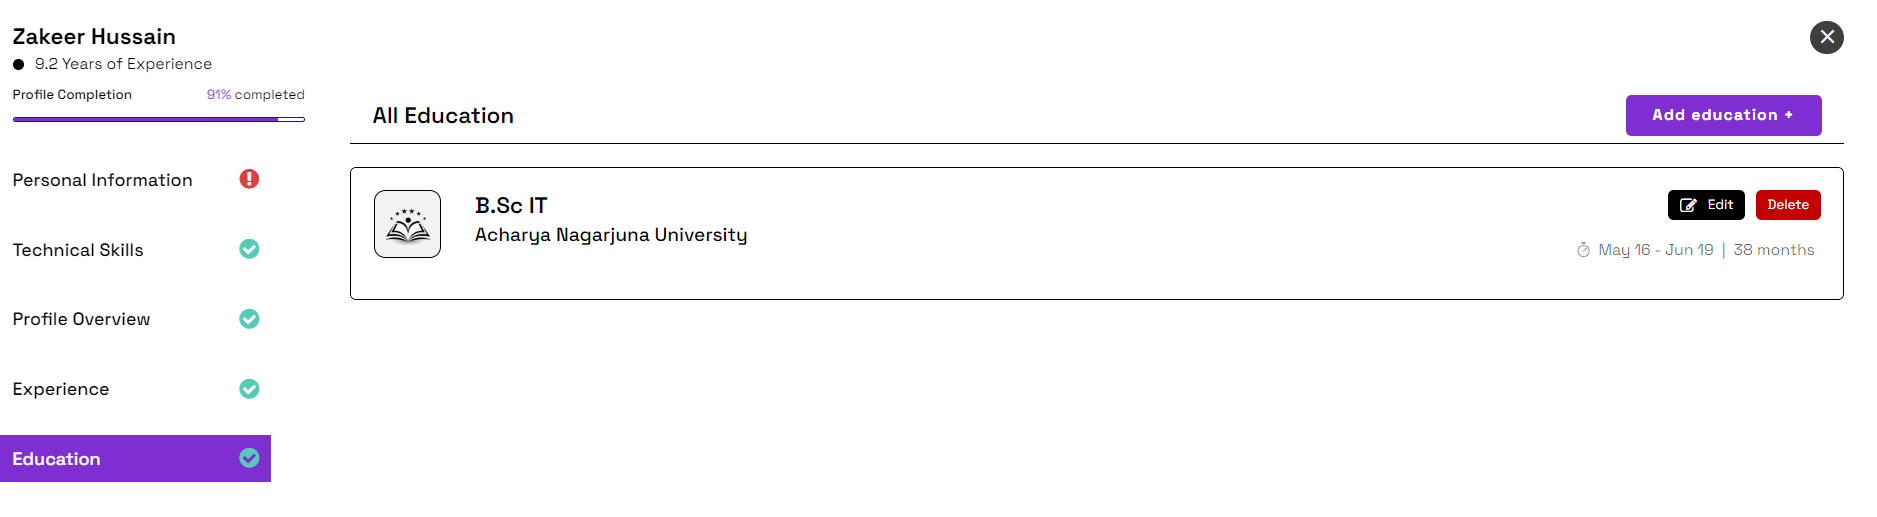 Zakeer Hussain
9.2 Years of Experience
Profile Completion 91% completed
Personal Information
Technical Skills
Profile Overview
Experience
Education
All Education
Add education +
B.Sc IT
Acharya Nagarjuna University
Edit Delete
May 16 - Jun 19 | 38 months